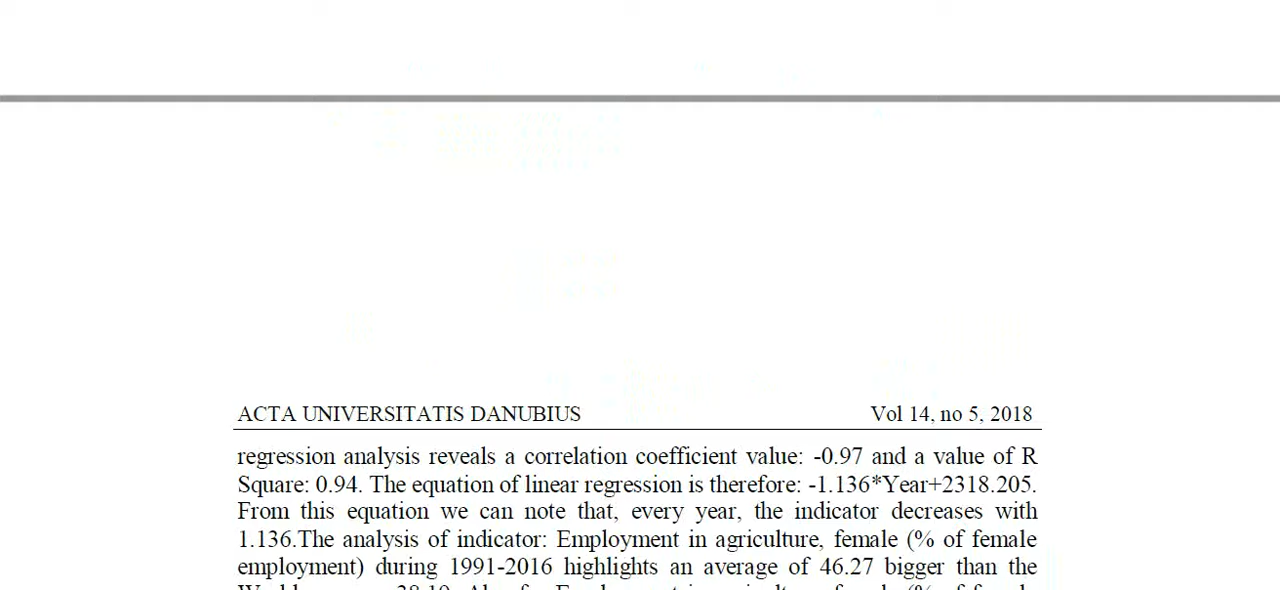 ACTA UNIVERSITATIS DANUBIUS Vol 14, no 5, 2018
regression analysis reveals a correlation coefficient value: -0.97 and a value of R
Square: 0.94. The equation of linear regression is therefore: -1.136*Year+2318.205.
From this equation we can note that, every year, the indicator decreases with
1.136.The analysis of indicator: Employment in agriculture, female (% of female
employment) during 1991-2016 highlights an average of 46.27 bigger than the